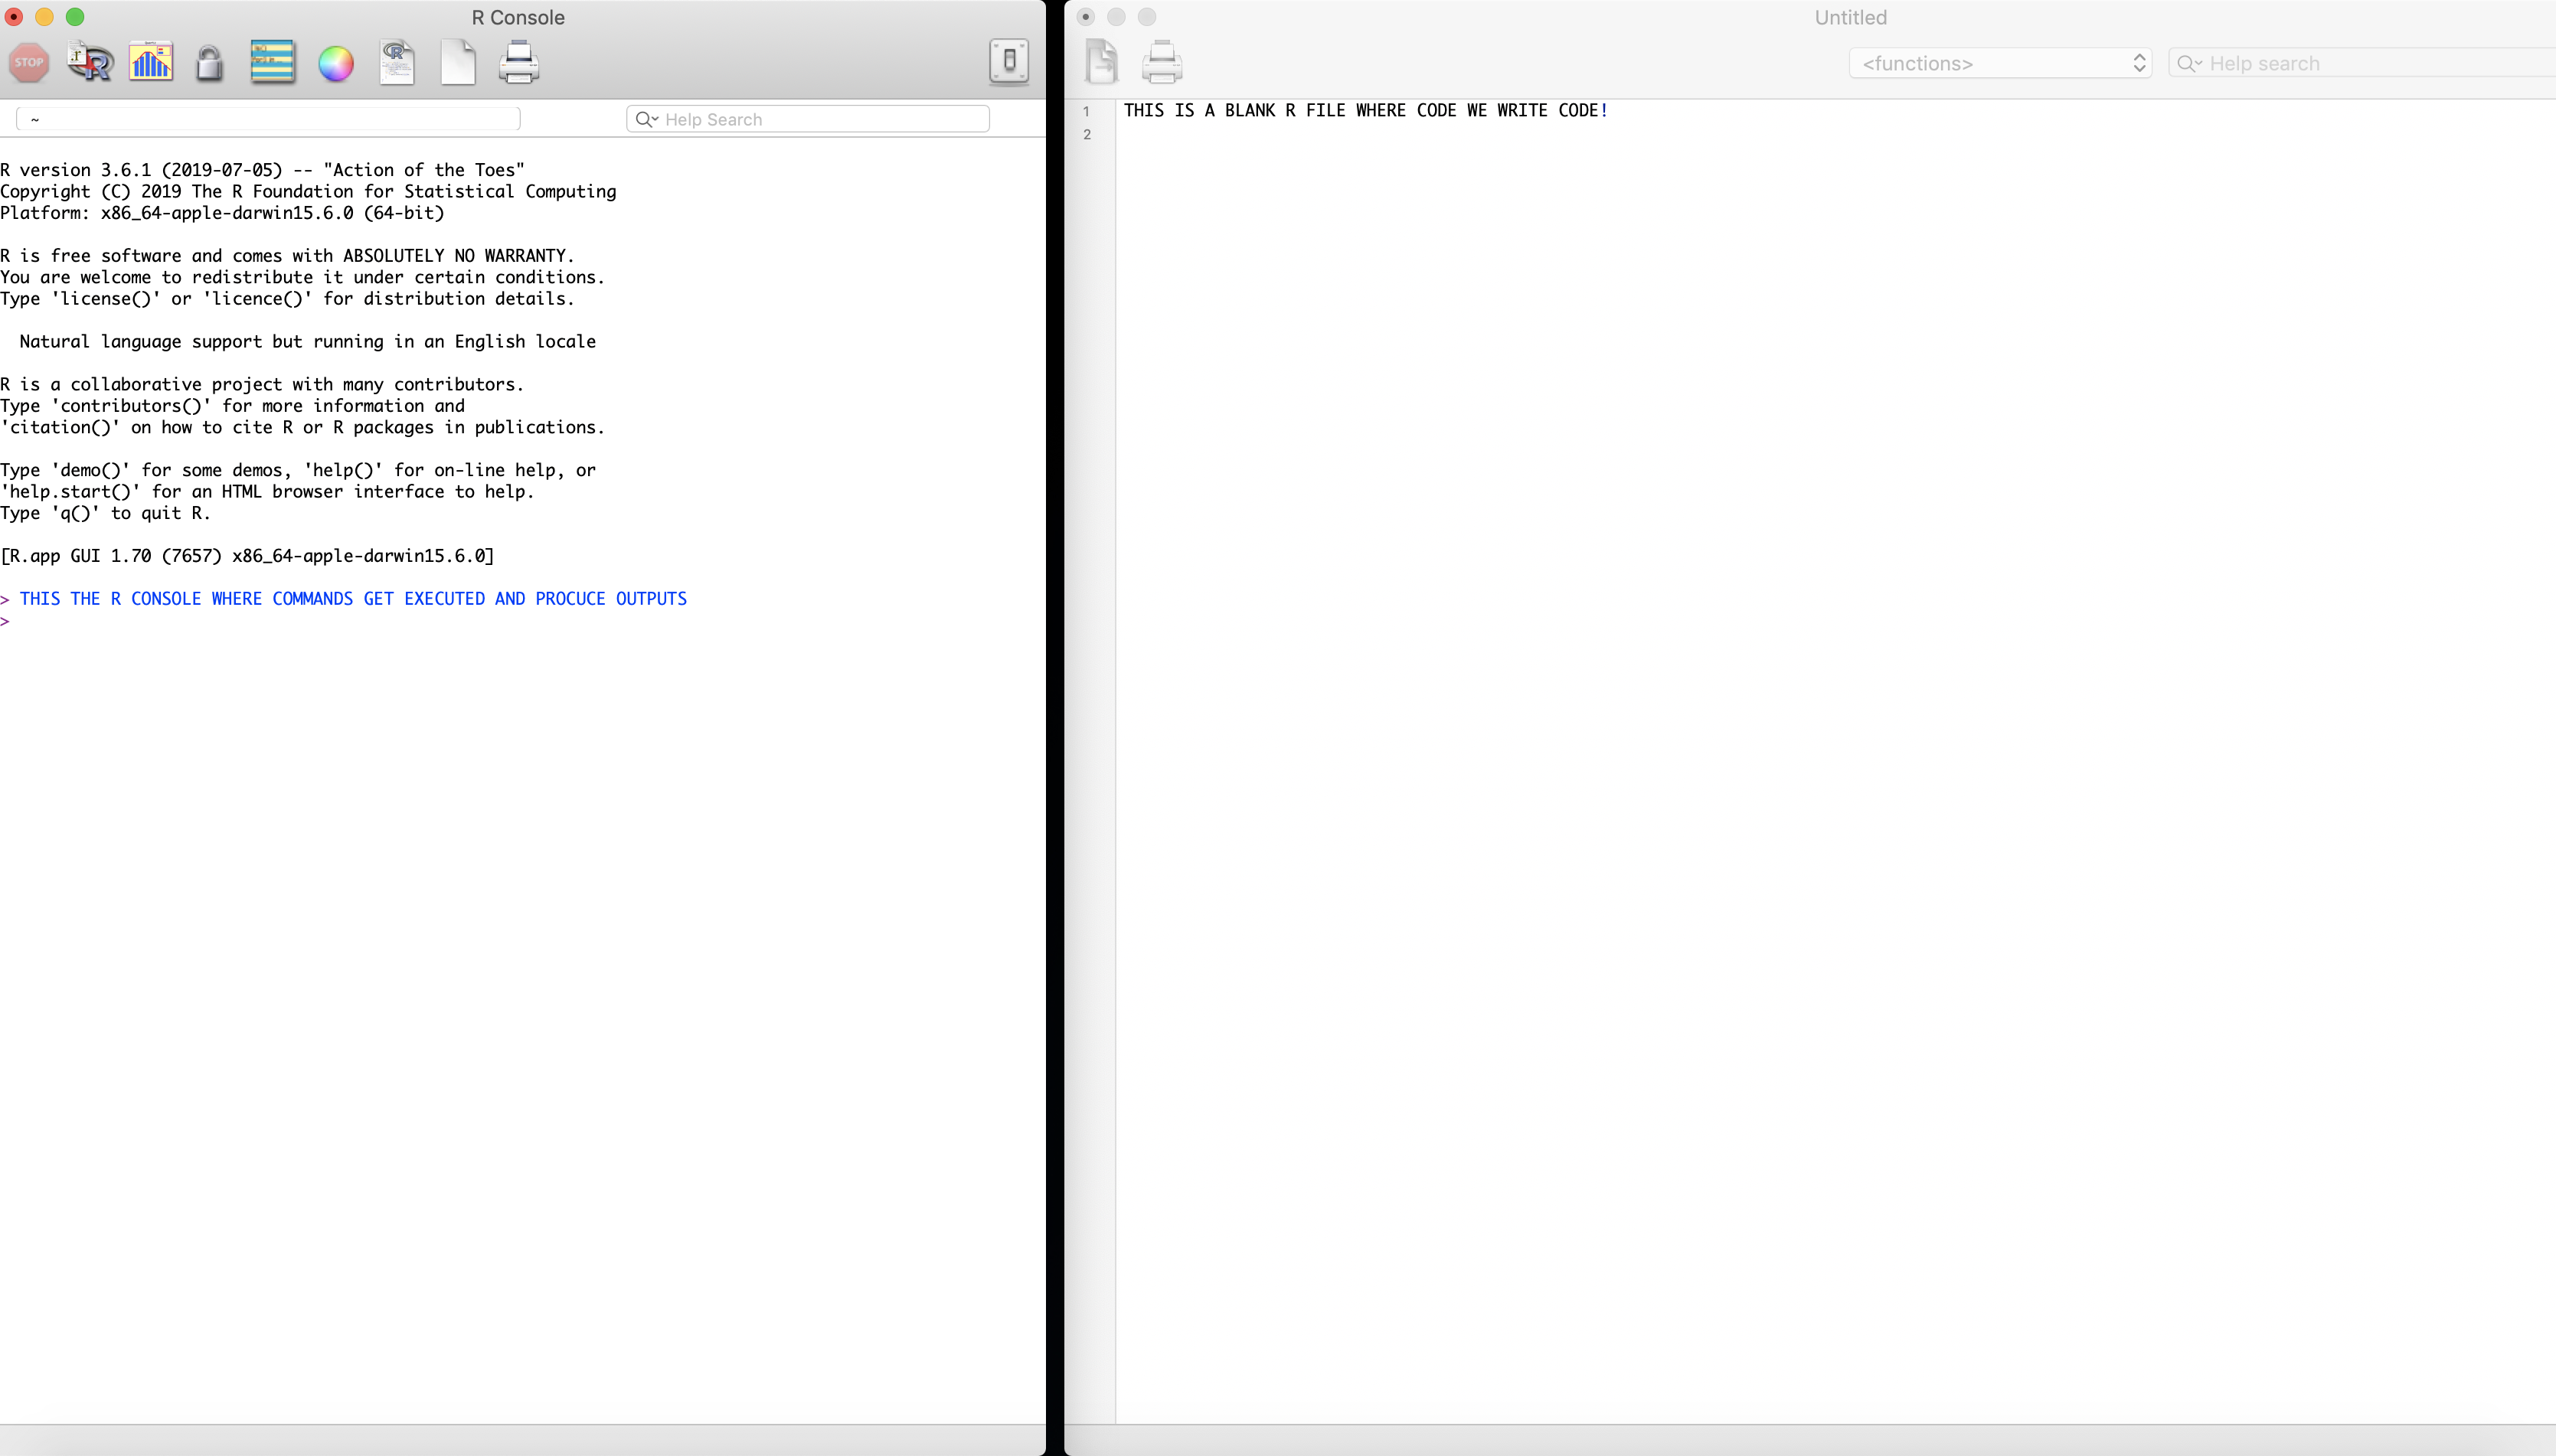 R Console
STOP
~
Help Search
R version 3.6.1 (2019-07-05) -- "Action of the Toes"
Copyright (C) 2019 The R Foundation for Statistical Computing
Platform: x86_64-apple-darwin15.6.0 (64-bit)
R is free software and comes with ABSOLUTELY NO WARRANTY.
You are welcome to redistribute it under certain conditions.
Type 'license()' or 'licence()' for distribution details.
Natural language support but running in an English locale
R is a collaborative project with many contributors.
Type 'contributors()' for more information and
'citation()' on how to cite R or R packages in publications.
Type 'demo()' for some demos, 'help()' for on-line help, or
'help.start()' for an HTML browser interface to help.
Type 'q()' to quit R.
[R.app GUI 1.70 (7657) x86_64-apple-darwin15.6.0]
> THIS THE R CONSOLE WHERE COMMANDS GET EXECUTED AND PROCUCE OUTPUTS
>
Untitled
<functions>
Help search
1 THIS IS A BLANK R FILE WHERE CODE WE WRITE CODE!
2